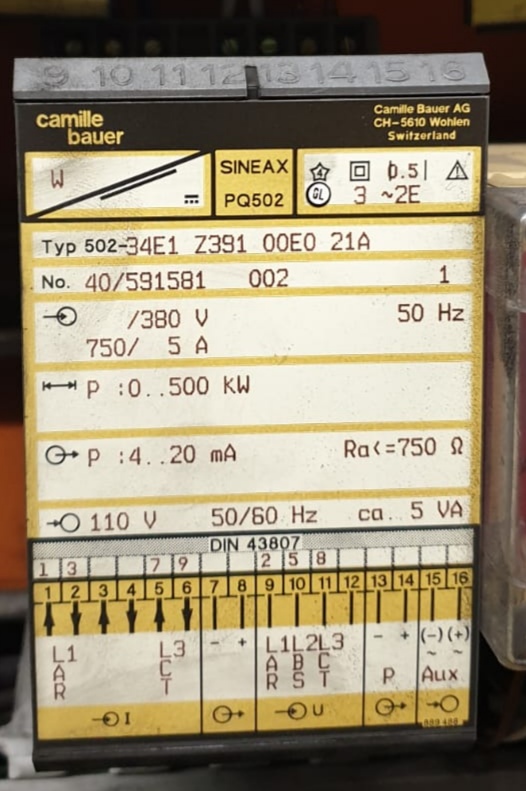 9 10 11 12 13 14 15 16
camille
bauer
Camille Bauer AG
CH-5610 Wohlen
Switzerland
W
SINEAX
PQ502
4 0.5
GL 3 ~2E
Typ 502-34E1 Z391 00E0 21A
No. 40/591581 002 1
/380 V 50 Hz
750/ 5 A
P :0..500 kW
P :4..20 mA Ra<=750 Ω
110 V 50/60 Hz ca. 5 VA
DIN 43807
1 3 7 9 2 5 8
1 2 3 4 5 6 7 8 9 10 11 12 13 14 15 16
- + - + (-) (+)
L1 L3 L1 L2 L3 ~ ~
A C A B C P Aux
R T R S T
I U